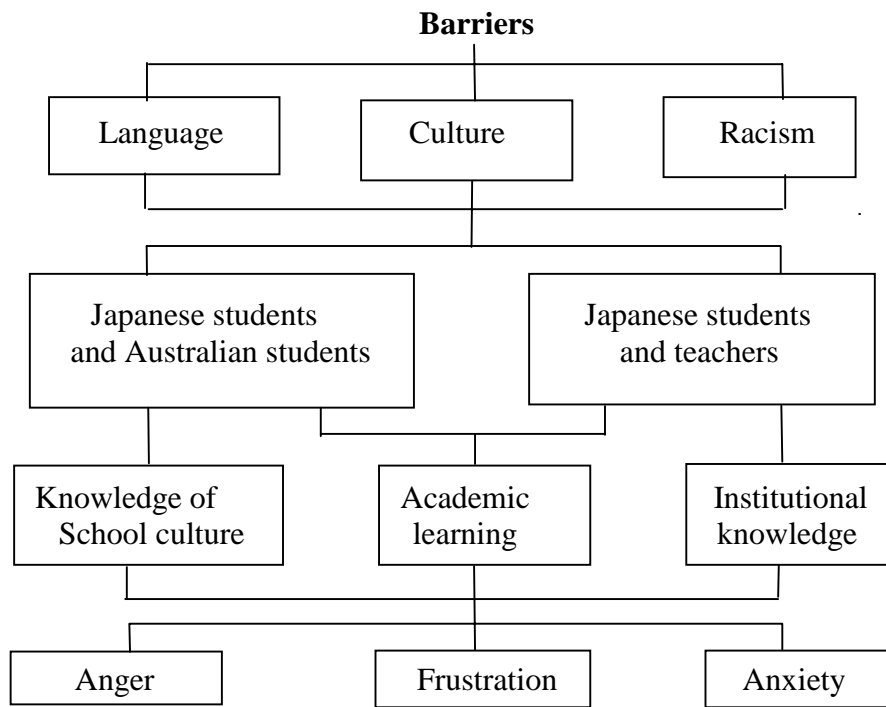 Barriers
Language
Culture
Racism
Japanese students
and Australian students
Japanese students
and teachers
Knowledge of
School culture
Academic
learning
Institutional
knowledge
Anger
Frustration
Anxiety